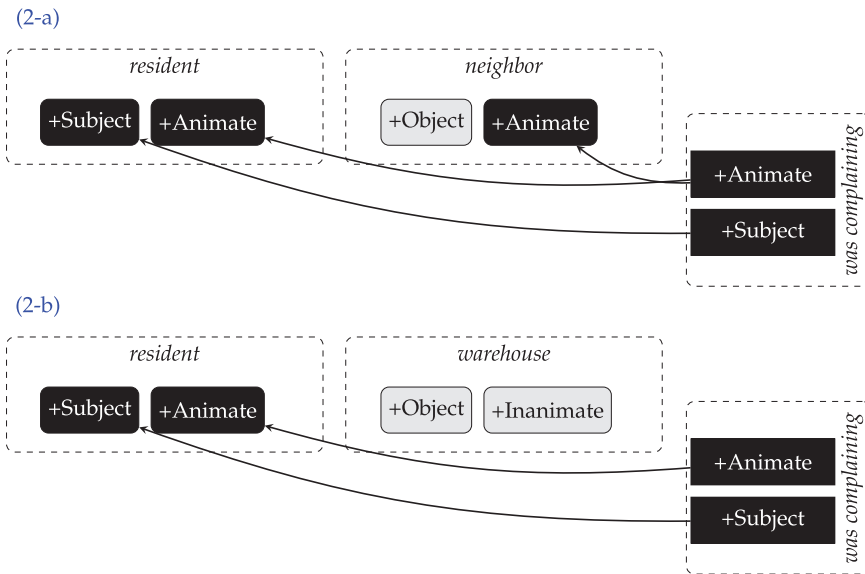 (2-a)
resident
neighbor
+Subject +Animate
+Object +Animate
+Animate
+Subject
was complaining
(2-b)
resident
warehouse
+Subject +Animate
+Object +Inanimate
+Animate
+Subject
was complaining